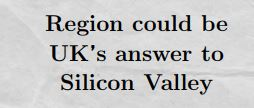 Region could be
UK's answer to
Silicon Valley